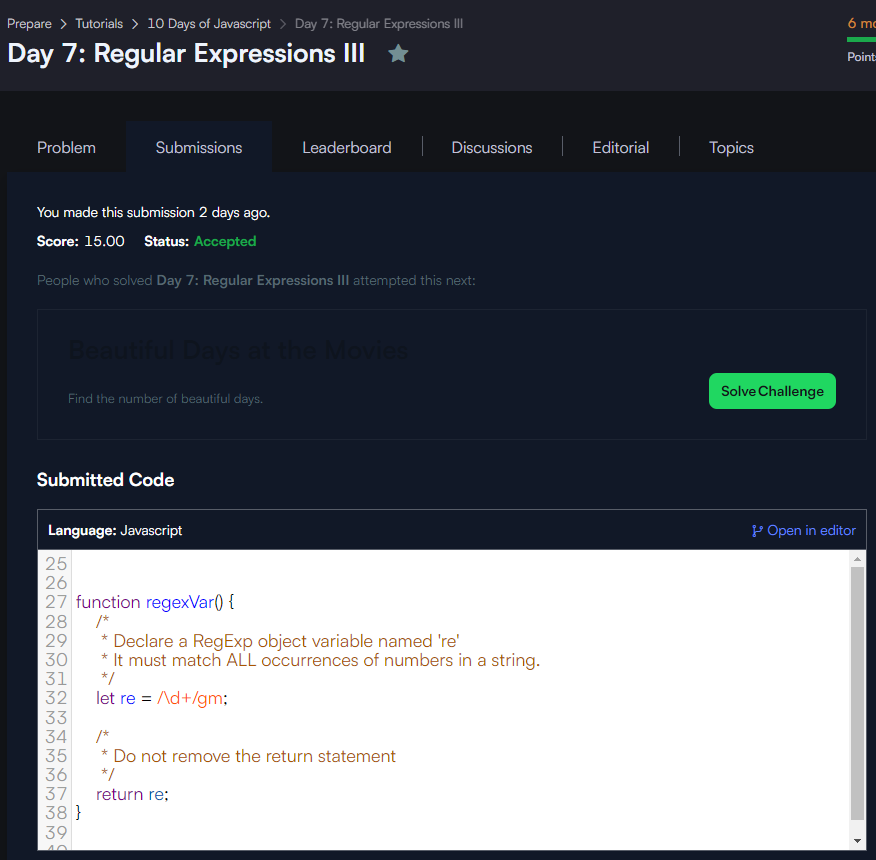 Prepare > Tutorials > 10 Days of Javascript > Day 7: Regular Expressions III
Day 7: Regular Expressions III
6
Points
Problem
Submissions
Leaderboard
Discussions
Editorial
Topics
You made this submission 2 days ago.
Score: 15.00 Status: Accepted
People who solved Day 7: Regular Expressions III attempted this next:
Beautiful Days at the Movies
Find the number of beautiful days.
Solve Challenge
Submitted Code
Language: Javascript
Open in editor
25
26
27 function regexVar() {
28 /*
29 * Declare a RegExp object variable named 're'
30 * It must match ALL occurrences of numbers in a string.
31 */
32 let re = /\d+/gm;
33
34 /*
35 * Do not remove the return statement
36 */
37 return re;
38 }
39